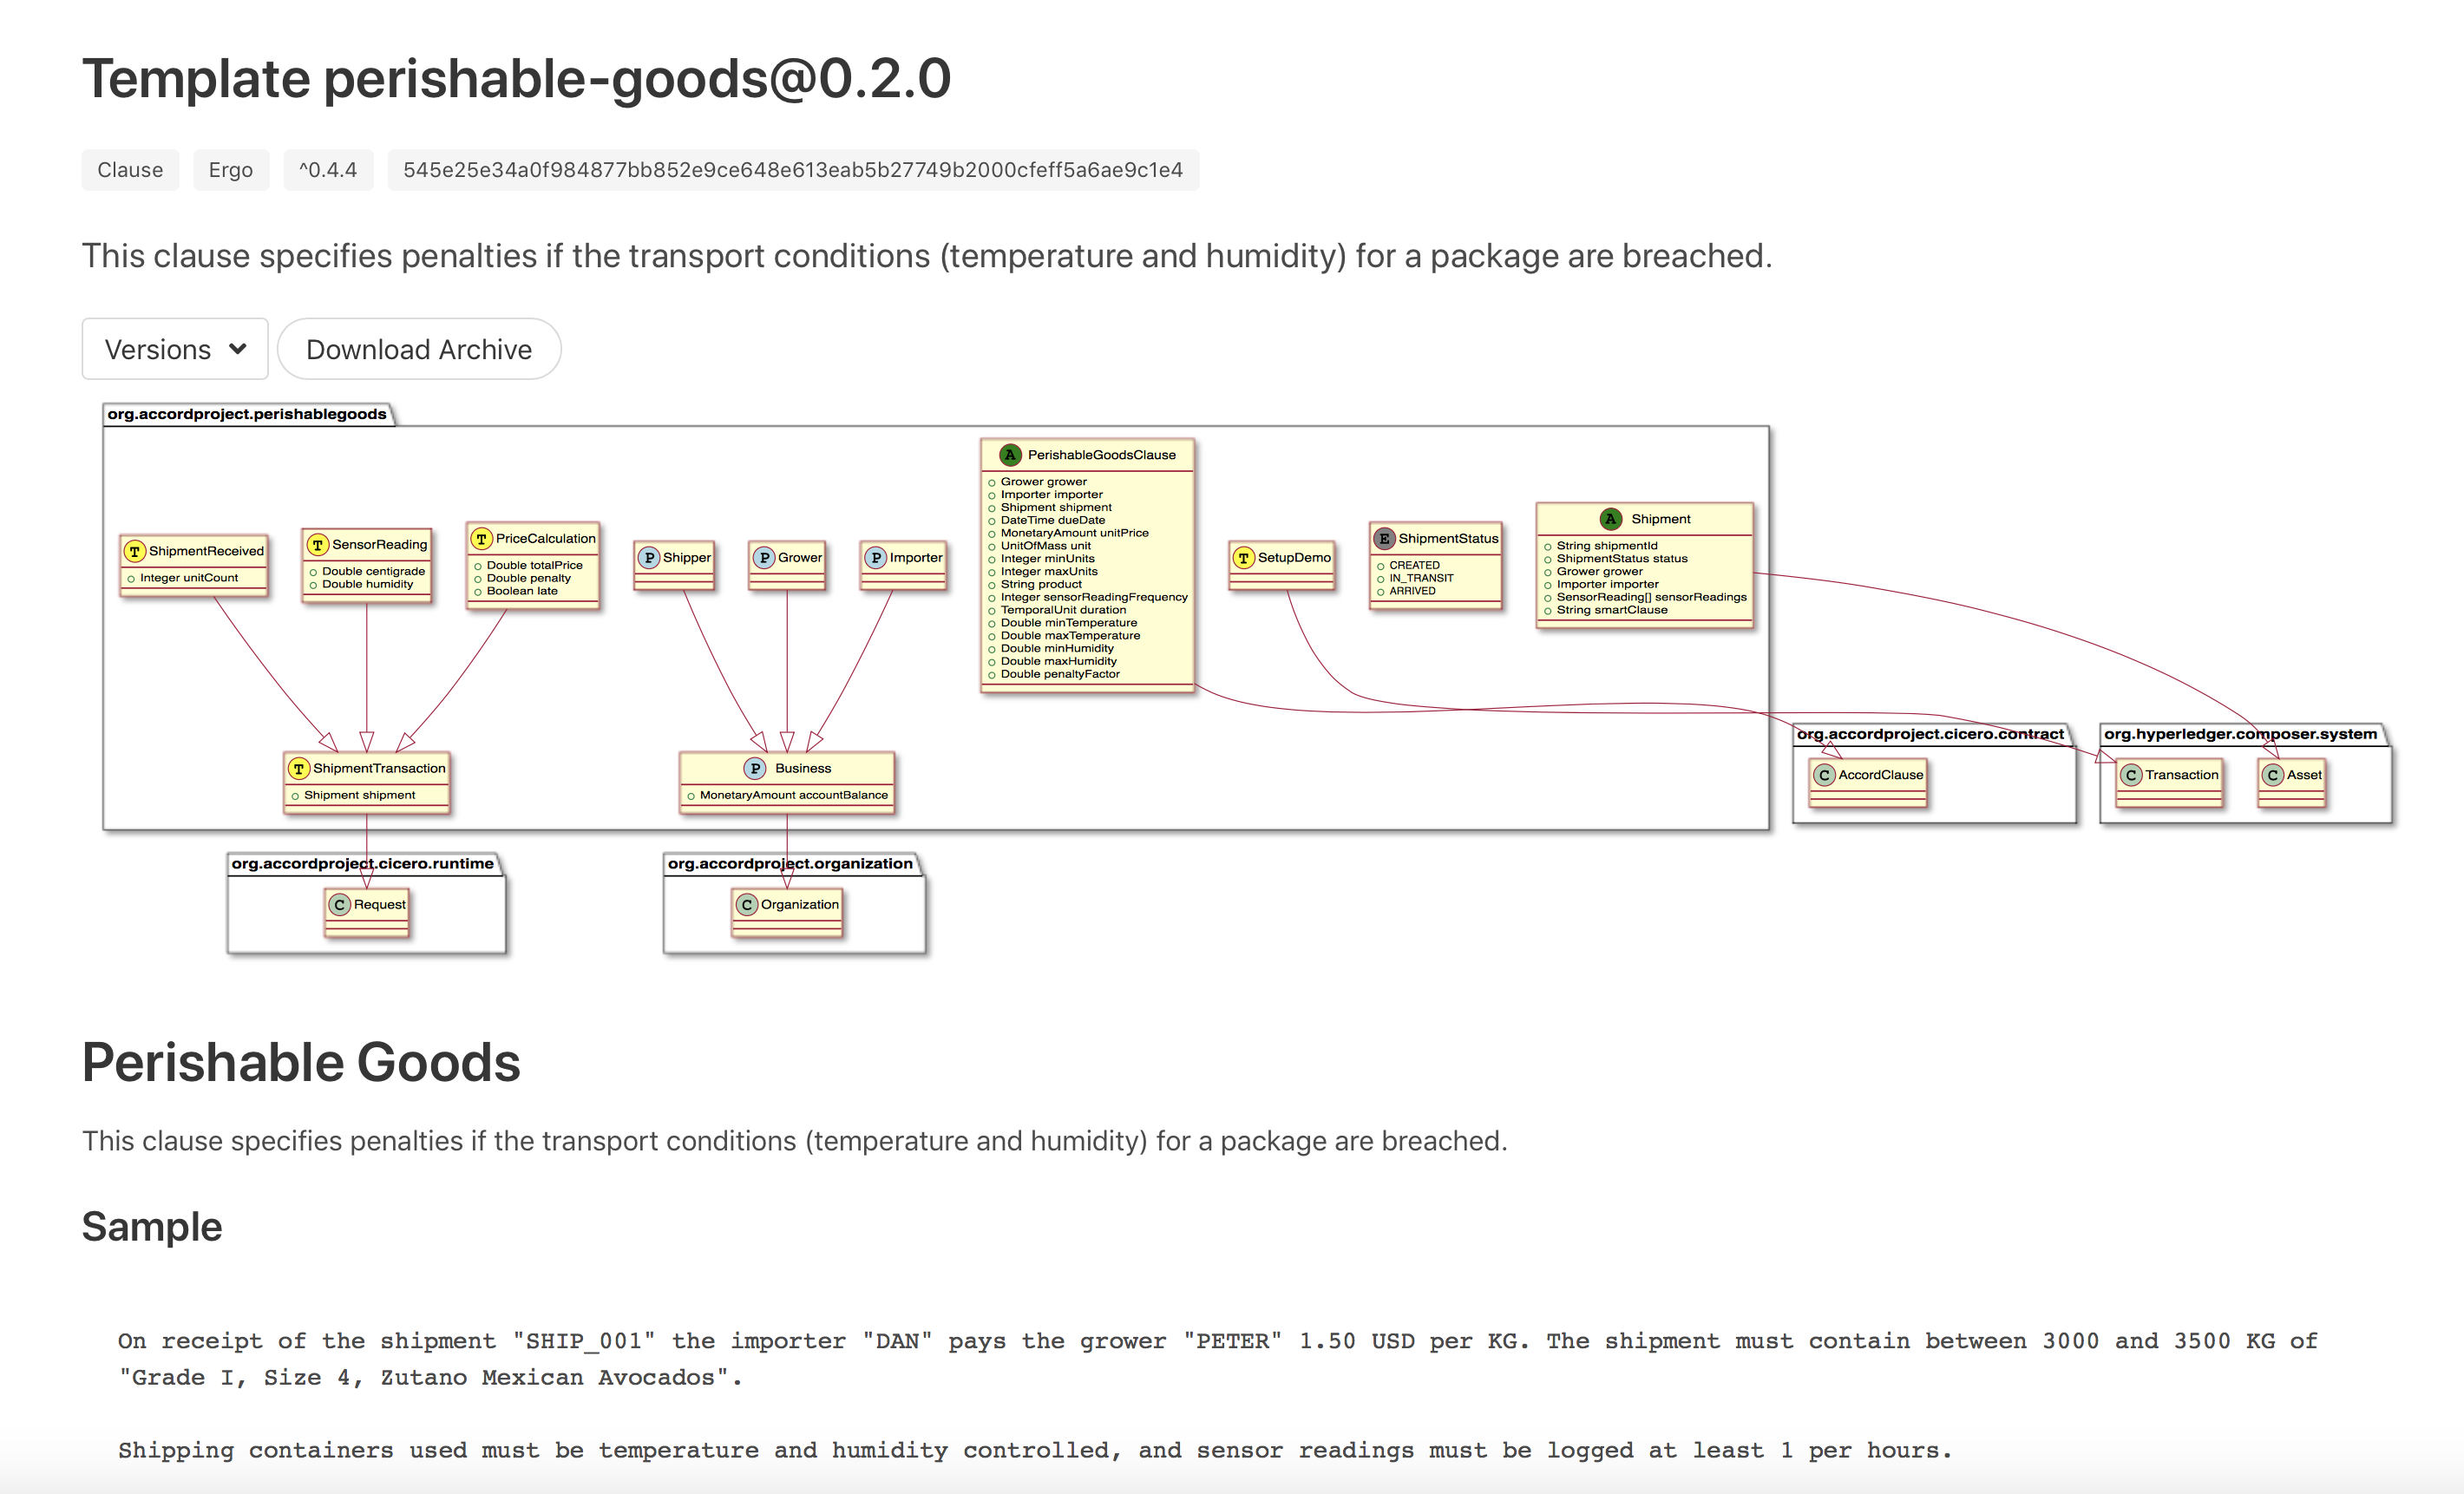 Template perishable-goods@0.2.0
Clause Ergo ^0.4.4 545e25e34a0f984877bb852e9ce648e613eab5b27749b2000cfeff5a6ae9c1e4
This clause specifies penalties if the transport conditions (temperature and humidity) for a package are breached.
Versions Download Archive
org.accordproject.perishablegoods
T ShipmentReceived
Integer unitCount
T SensorReading
Double centigrade
Double humidity
T PriceCalculation
Double totalPrice
Double penalty
Boolean late
P Shipper
P Grower
P Importer
A PerishableGoodsClause
Grower grower
Importer importer
Shipment shipment
DateTime dueDate
MonetaryAmount unitPrice
UnitOfMass unit
Integer minUnits
Integer maxUnits
String product
Integer sensorReadingFrequency
TemporalUnit duration
Double minTemperature
Double maxTemperature
Double minHumidity
Double maxHumidity
Double penaltyFactor
T SetupDemo
E ShipmentStatus
CREATED
IN_TRANSIT
ARRIVED
A Shipment
String shipmentId
ShipmentStatus status
Grower grower
Importer importer
SensorReading[] sensorReadings
String smartClause
T ShipmentTransaction
Shipment shipment
P Business
MonetaryAmount accountBalance
org.accordproject.cicero.contract
C AccordClause
org.hyperledger.composer.system
C Transaction
C Asset
org.accordproject.cicero.runtime
C Request
org.accordproject.organization
C Organization
Perishable Goods
This clause specifies penalties if the transport conditions (temperature and humidity) for a package are breached.
Sample
On receipt of the shipment "SHIP_001" the importer "DAN" pays the grower "PETER" 1.50 USD per KG. The shipment must contain between 3000 and 3500 KG of
"Grade I, Size 4, Zutano Mexican Avocados".
Shipping containers used must be temperature and humidity controlled, and sensor readings must be logged at least 1 per hours.